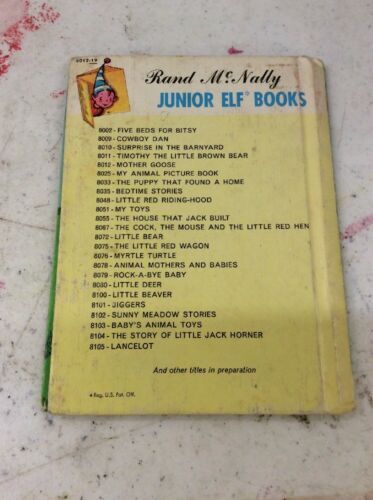 8012-19
Rand McNally
JUNIOR ELF® BOOKS
8002 - FIVE BEDS FOR BITSY
8009 - COWBOY DAN
8010 - SURPRISE IN THE BARNYARD
8011 - TIMOTHY THE LITTLE BROWN BEAR
8012 - MOTHER GOOSE
8025 - MY ANIMAL PICTURE BOOK
8033 - THE PUPPY THAT FOUND A HOME
8035 - BEDTIME STORIES
8048 - LITTLE RED RIDING-HOOD
8051 - MY TOYS
8055 - THE HOUSE THAT JACK BUILT
8067 - THE COCK, THE MOUSE AND THE LITTLE RED HEN
8072 - LITTLE BEAR
8075 - THE LITTLE RED WAGON
8076 - MYRTLE TURTLE
8078 - ANIMAL MOTHERS AND BABIES
8079 - ROCK-A-BYE BABY
8080 - LITTLE DEER
8100 - LITTLE BEAVER
8101 - JIGGERS
8102 - SUNNY MEADOW STORIES
8103 - BABY'S ANIMAL TOYS
8104 - THE STORY OF LITTLE JACK HORNER
8105 - LANCELOT
And other titles in preparation
Reg. U.S. Pat. Off.